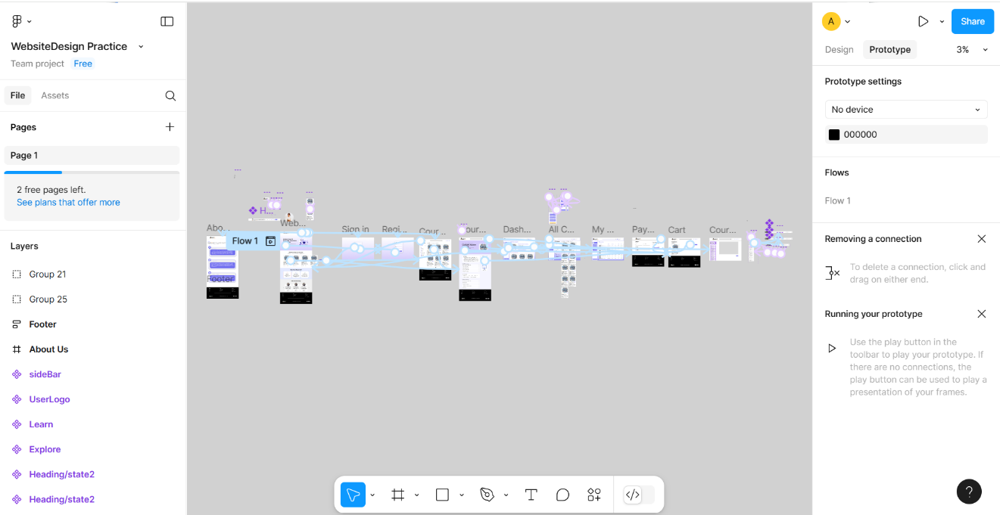 WebsiteDesign Practice
Team project Free
File Assets
Pages
Page 1
2 free pages left.
See plans that offer more
Layers
Group 21
Group 25
Footer
About Us
sideBar
UserLogo
Learn
Explore
Heading/state2
Heading/state2
H...
Abo...
Web...
Sign in
Regi...
Cour...
Dash...
All C...
My ...
Pay...
Cart
Cour...
Flow 1
Footer
A
Share
Design Prototype 3%
Prototype settings
No device
000000
Flows
Flow 1
Removing a connection
To delete a connection, click and
drag on either end.
Running your prototype
Use the play button in the
toolbar to play your prototype. If
there are no connections, the
play button can be used to play a
presentation of your frames.
?